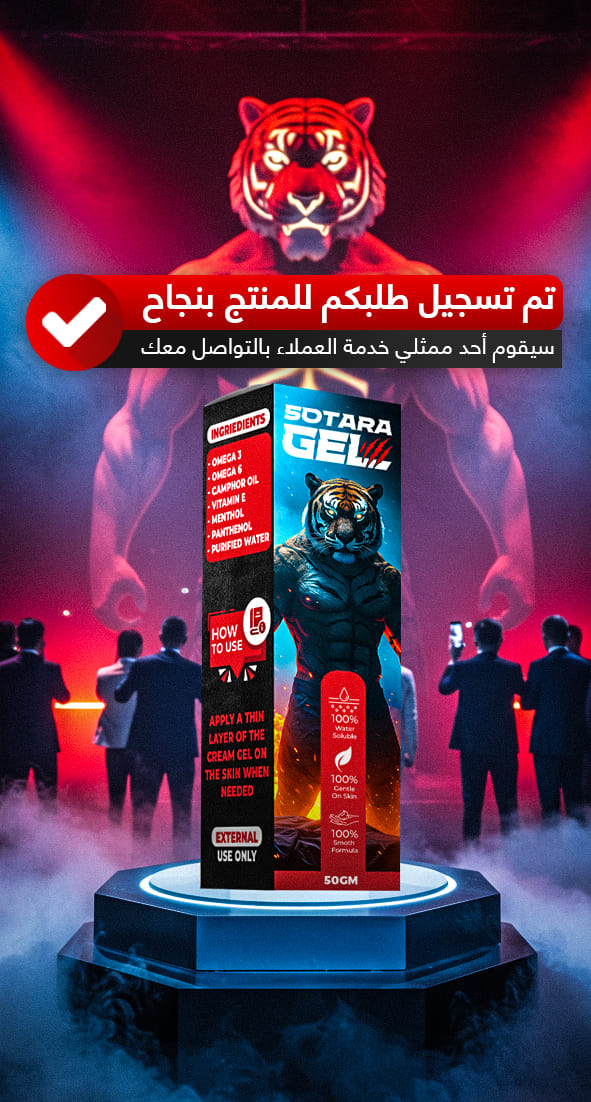 تم تسجيل طلبكم للمنتج بنجاح
سيقوم أحد ممثلي خدمة العملاء بالتواصل معك
INGRIEDIENTS
- OMEGA 3
- OMEGA 6
- CAMPHOR OIL
- VITAMIN E
- MENTHOL
- PANTHENOL
- PURIFIED WATER
HOW
TO USE
APPLY A THIN
LAYER OF THE
CREAM GEL ON
THE SKIN WHEN
NEEDED
EXTERNAL
USE ONLY
SOTARA
GEL
100%
Water
Soluble
100%
Gentle
On Skin
100%
Smoth
Formula
50GM